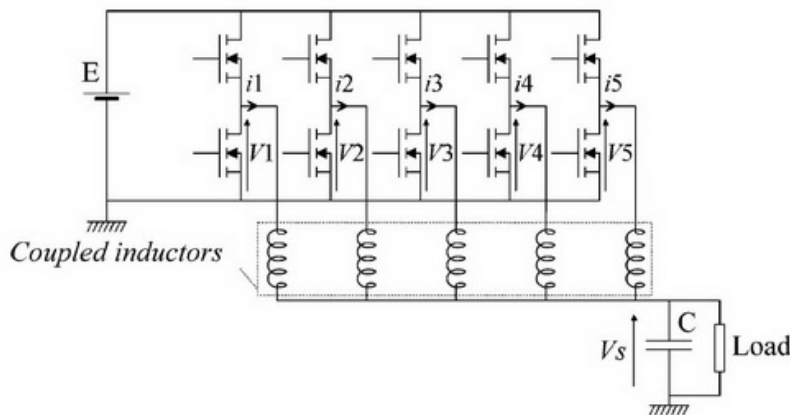 E
i1 i2 i3 i4 i5
V1 V2 V3 V4 V5
Coupled inductors
C
Vs
Load